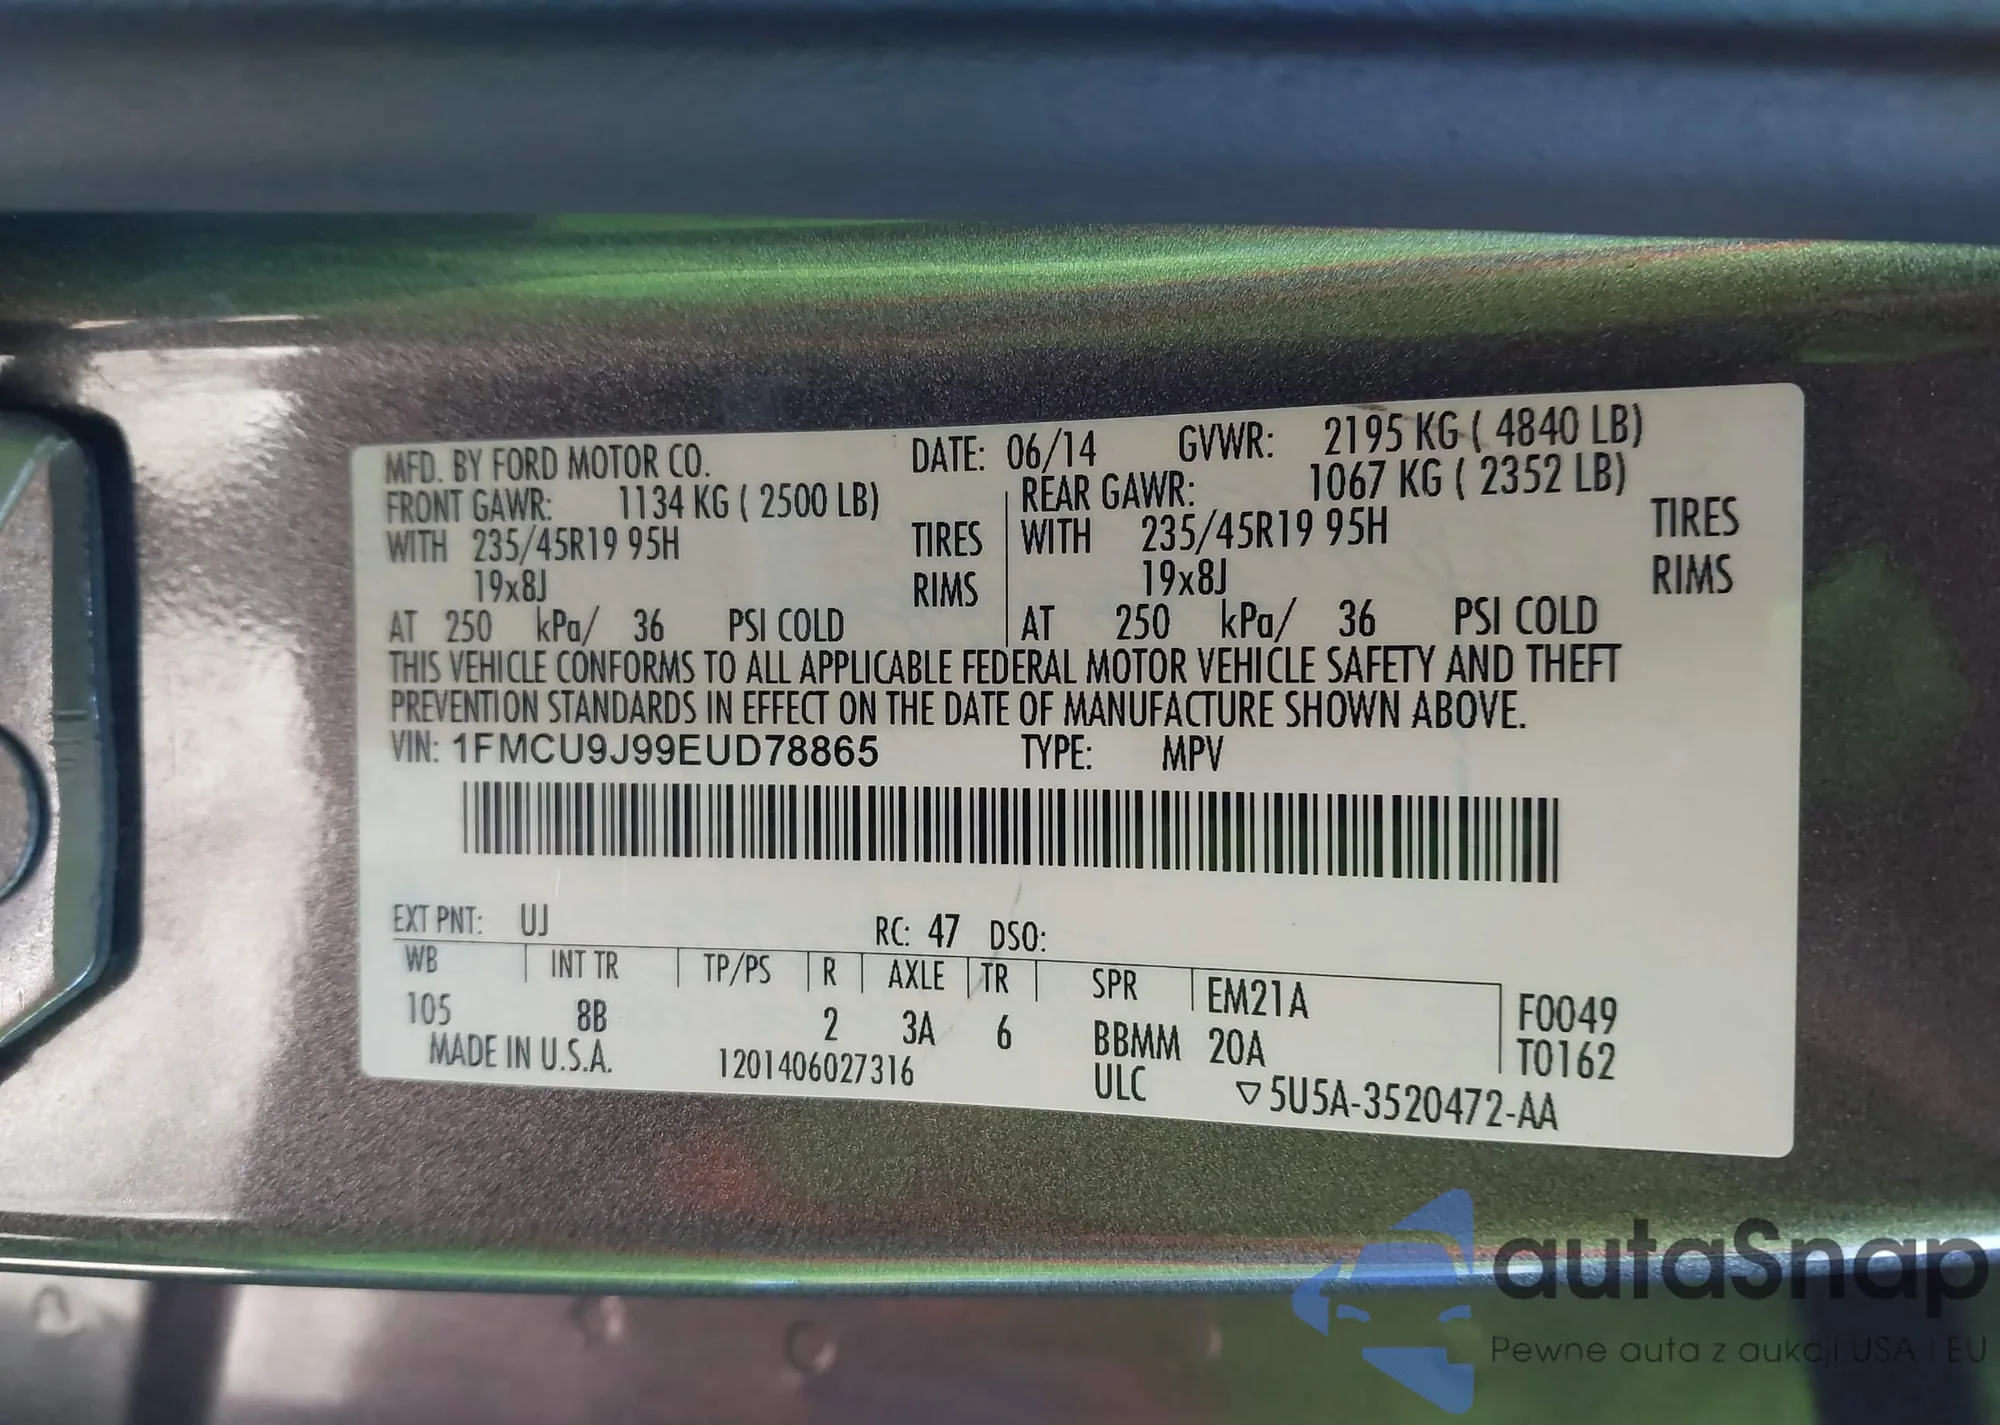 MFD. BY FORD MOTOR CO. DATE: 06/14 GVWR: 2195 KG ( 4840 LB)
FRONT GAWR: 1134 KG ( 2500 LB) REAR GAWR: 1067 KG ( 2352 LB)
WITH 235/45R19 95H TIRES WITH 235/45R19 95H TIRES
19x8J RIMS 19x8J RIMS
AT 250 kPa/ 36 PSI COLD AT 250 kPa/ 36 PSI COLD
THIS VEHICLE CONFORMS TO ALL APPLICABLE FEDERAL MOTOR VEHICLE SAFETY AND THEFT
PREVENTION STANDARDS IN EFFECT ON THE DATE OF MANUFACTURE SHOWN ABOVE.
VIN: 1FMCU9J99EUD78865 TYPE: MPV
EXT PNT: UJ RC: 47 DSO:
WB INT TR TP/PS R AXLE TR SPR EM21A F0049
105 8B 2 3A 6 BBMM 20A T0162
MADE IN U.S.A. 1201406027316 ULC ▽5U5A-3520472-AA
autaSnap
Pewne auta z aukcji USA i EU